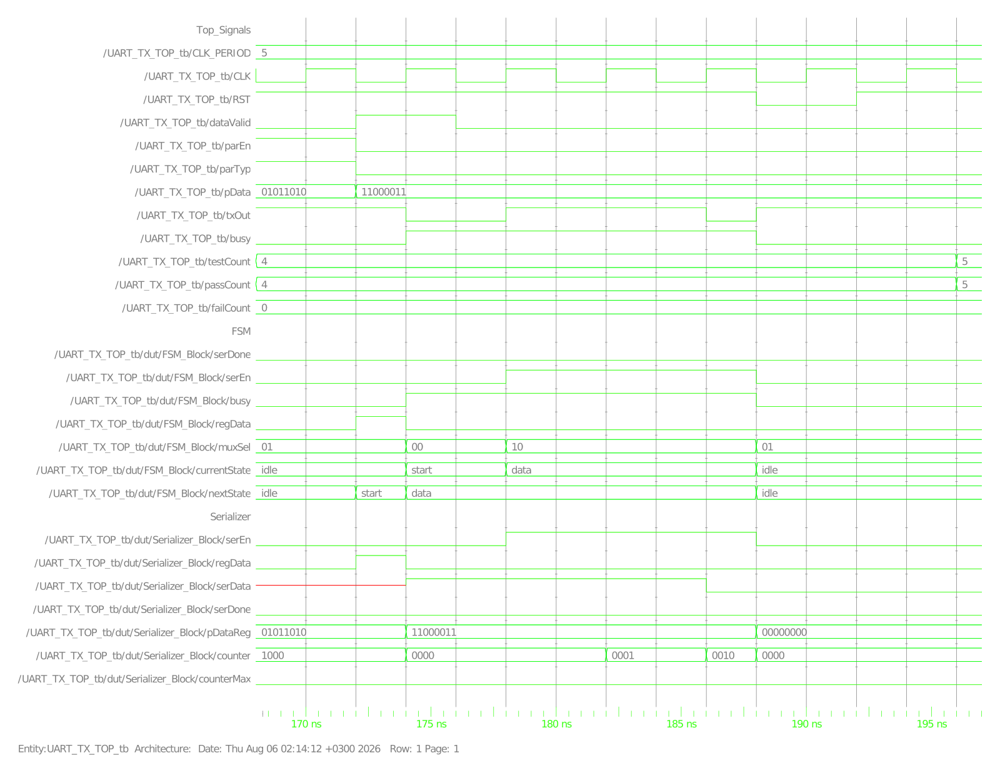 Top_Signals
/UART_TX_TOP_tb/CLK_PERIOD 5
/UART_TX_TOP_tb/CLK
/UART_TX_TOP_tb/RST
/UART_TX_TOP_tb/dataValid
/UART_TX_TOP_tb/parEn
/UART_TX_TOP_tb/parTyp
/UART_TX_TOP_tb/pData 01011010 11000011
/UART_TX_TOP_tb/txOut
/UART_TX_TOP_tb/busy
/UART_TX_TOP_tb/testCount 4 5
/UART_TX_TOP_tb/passCount 4 5
/UART_TX_TOP_tb/failCount 0
FSM
/UART_TX_TOP_tb/dut/FSM_Block/serDone
/UART_TX_TOP_tb/dut/FSM_Block/serEn
/UART_TX_TOP_tb/dut/FSM_Block/busy
/UART_TX_TOP_tb/dut/FSM_Block/regData
/UART_TX_TOP_tb/dut/FSM_Block/muxSel 01 00 10 01
/UART_TX_TOP_tb/dut/FSM_Block/currentState idle start data idle
/UART_TX_TOP_tb/dut/FSM_Block/nextState idle start data idle
Serializer
/UART_TX_TOP_tb/dut/Serializer_Block/serEn
/UART_TX_TOP_tb/dut/Serializer_Block/regData
/UART_TX_TOP_tb/dut/Serializer_Block/serData
/UART_TX_TOP_tb/dut/Serializer_Block/serDone
/UART_TX_TOP_tb/dut/Serializer_Block/pDataReg 01011010 11000011 00000000
/UART_TX_TOP_tb/dut/Serializer_Block/counter 1000 0000 0001 0010 0000
/UART_TX_TOP_tb/dut/Serializer_Block/counterMax
170 ns 175 ns 180 ns 185 ns 190 ns 195 ns
Entity:UART_TX_TOP_tb Architecture: Date: Thu Aug 06 02:14:12 +0300 2026 Row: 1 Page: 1